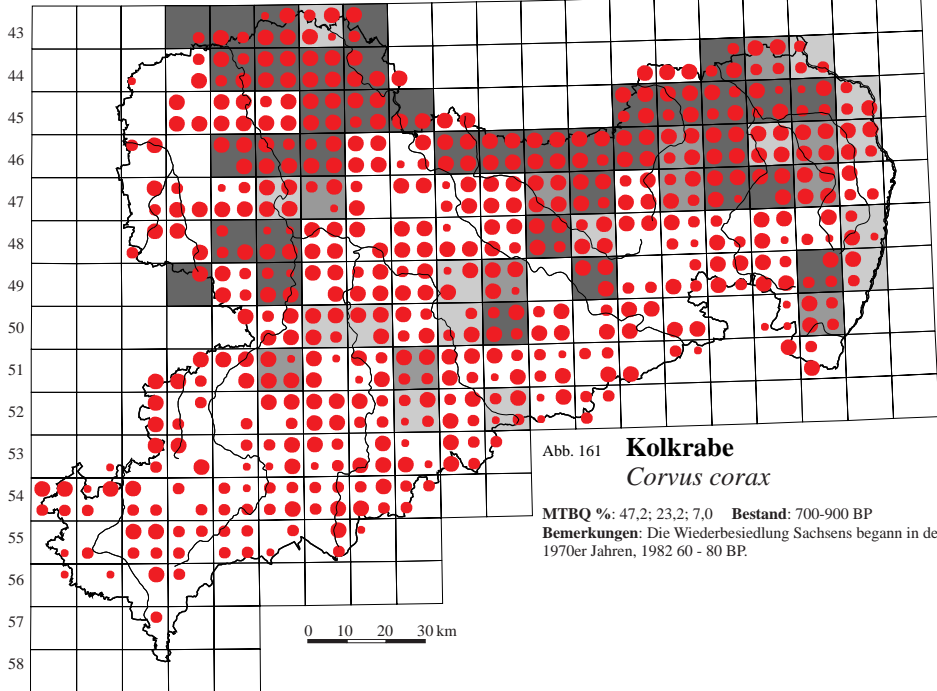 43
44
45
46
47
48
49
50
51
52
53
54
55
56
57
58
Abb. 161 Kolkrabe
Corvus corax
MTBQ %: 47,2; 23,2; 7,0 Bestand: 700-900 BP
Bemerkungen: Die Wiederbesiedlung Sachsens begann in de
1970er Jahren, 1982 60 - 80 BP.
0 10 20 30 km